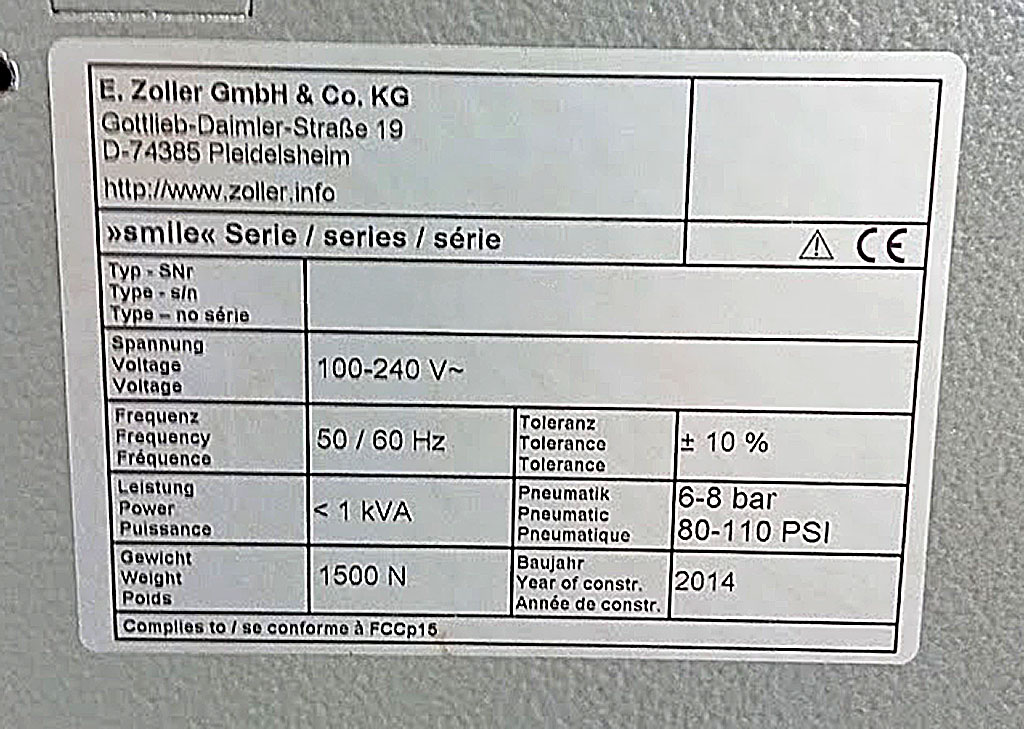 E. Zoller GmbH & Co. KG
Gottlieb-Daimler-Straße 19
D-74385 Pleidelsheim
http://www.zoller.info
»smile« Serie / series / série
CE
Typ - SNr
Type - s/n
Type – no série
Spannung
Voltage
Voltage
100-240 V~
Frequenz
Frequency
Fréquence
50 / 60 Hz
Toleranz
Tolerance
Tolerance
± 10 %
Leistung
Power
Puissance
< 1 kVA
Pneumatik
Pneumatic
Pneumatique
6-8 bar
80-110 PSI
Gewicht
Weight
Poids
1500 N
Baujahr
Year of constr.
Année de constr.
2014
Complies to / se conforme à FCCp15